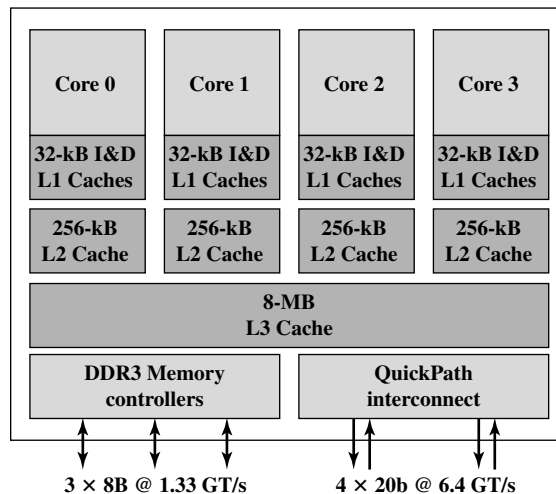 Core 0
Core 1
Core 2
Core 3
32-kB I&D
L1 Caches
32-kB I&D
L1 Caches
32-kB I&D
L1 Caches
32-kB I&D
L1 Caches
256-kB
L2 Cache
256-kB
L2 Cache
256-kB
L2 Cache
256-kB
L2 Cache
8-MB
L3 Cache
DDR3 Memory
controllers
QuickPath
interconnect
3 × 8B @ 1.33 GT/s
4 × 20b @ 6.4 GT/s